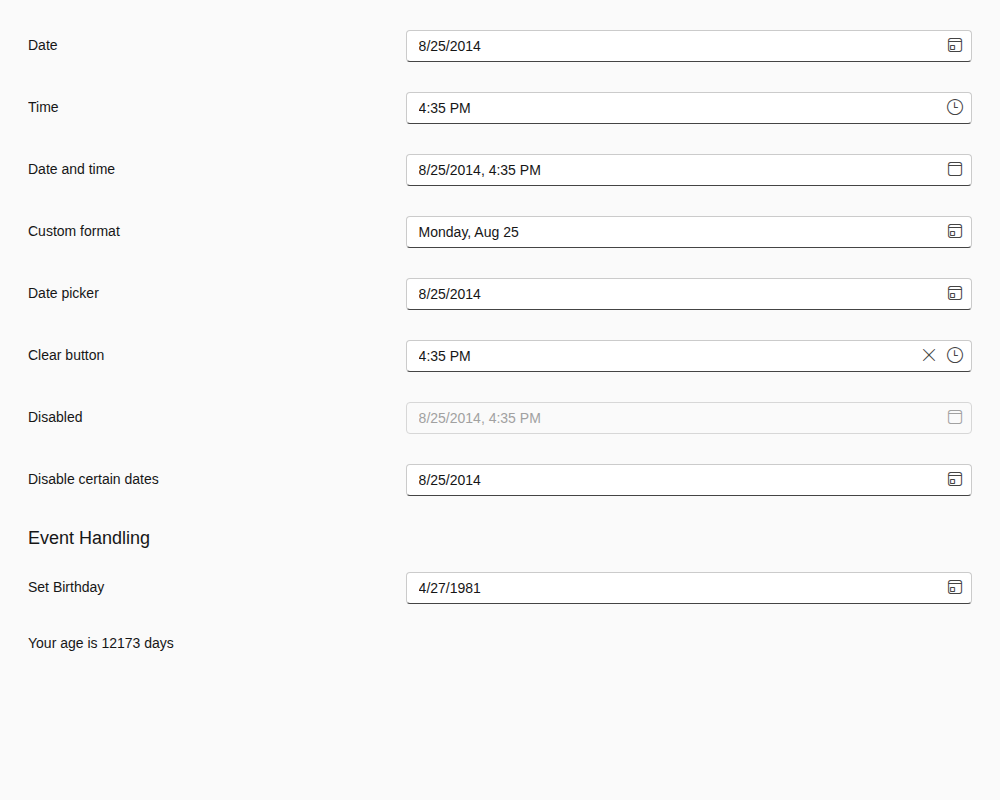 Date
8/25/2014
Time
4:35 PM
Date and time
8/25/2014, 4:35 PM
Custom format
Monday, Aug 25
Date picker
8/25/2014
Clear button
4:35 PM
Disabled
8/25/2014, 4:35 PM
Disable certain dates
8/25/2014
Event Handling
Set Birthday
4/27/1981
Your age is 12173 days